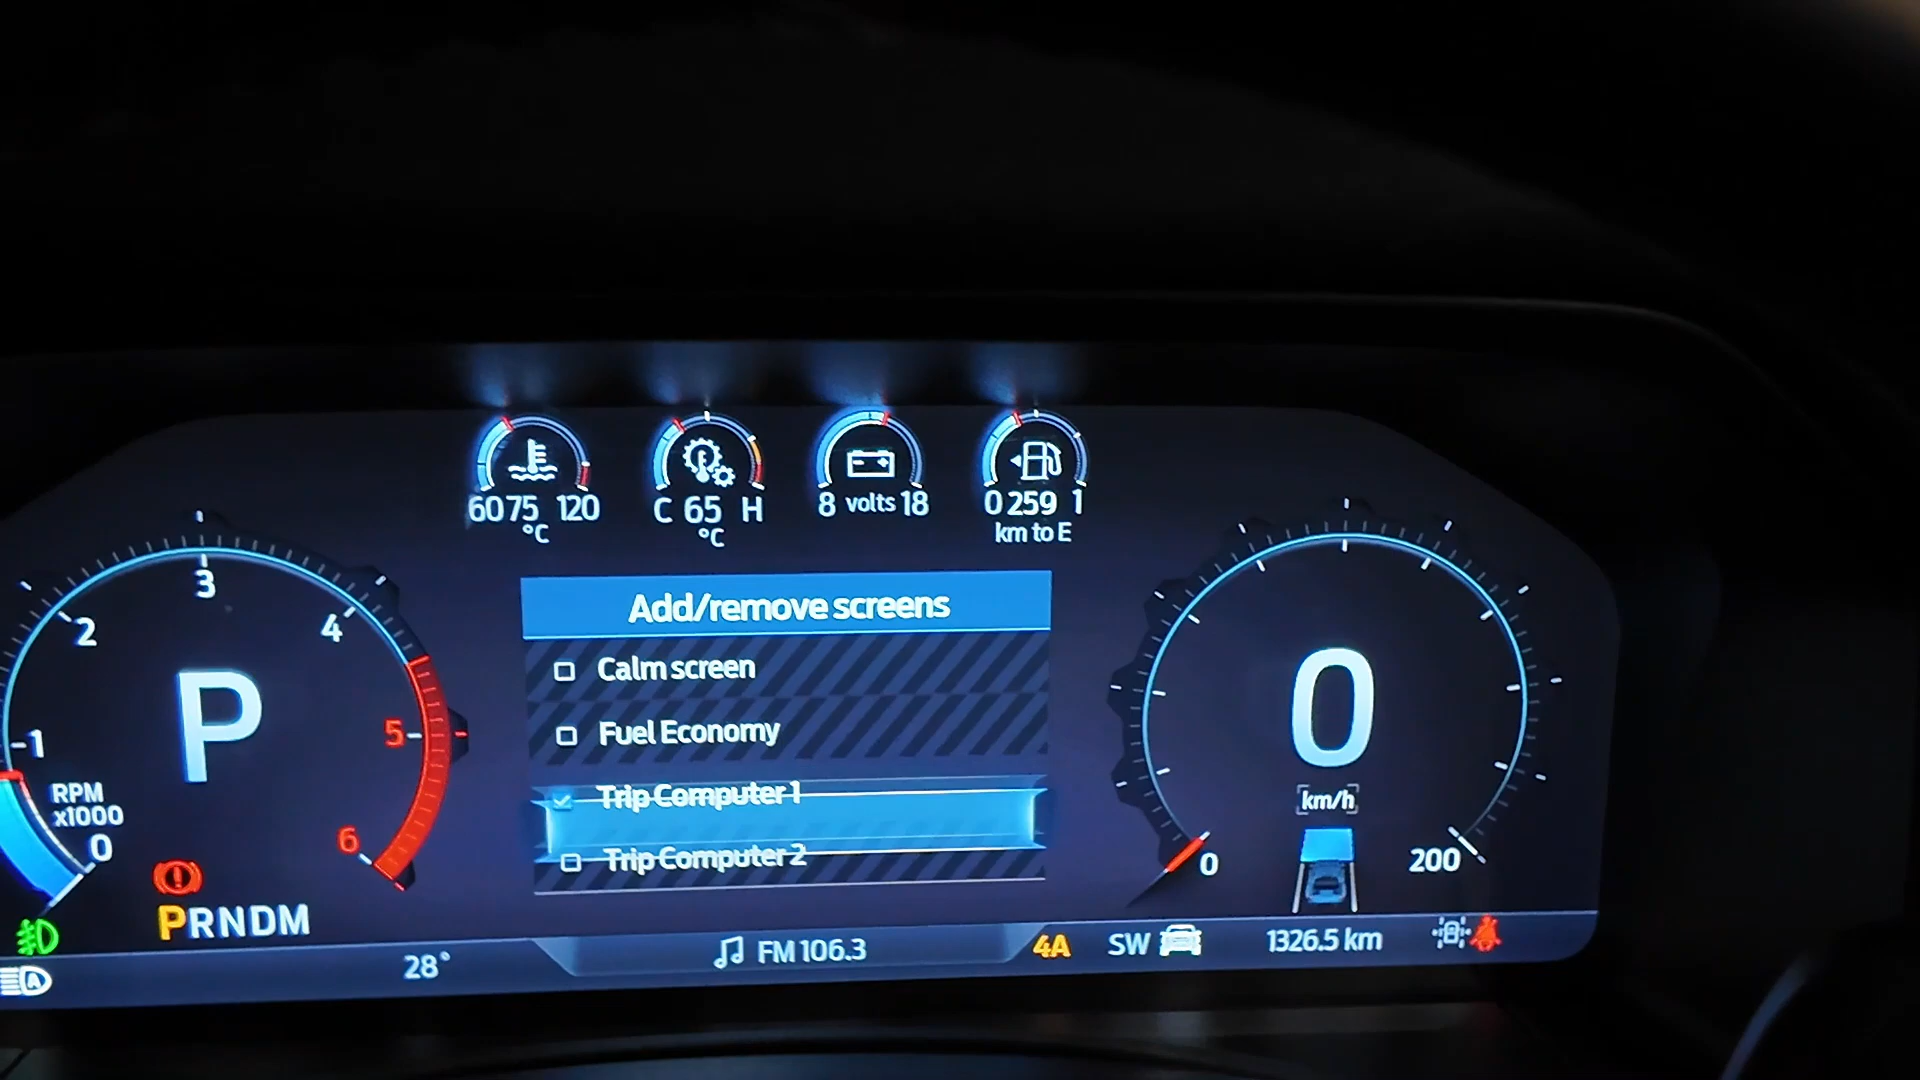 6075 120
°C
C 65 H
°C
8 volts 18
0 259 1
km to E
Add/remove screens
Calm screen
Fuel Economy
Trip Computer 1
Trip Computer 2
1
2
3
4
5
6
P
RPM
x1000
0
PRNDM
0
km/h
0
200
28°
FM 106.3
4A
SW
1326.5 km
A